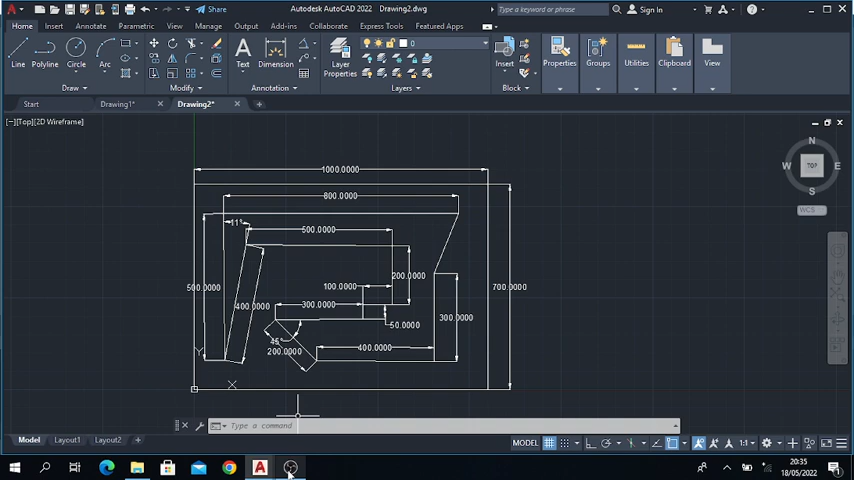 A Share Autodesk AutoCAD 2022 Drawing2.dwg Type a keyword or phrase Sign In
Home Insert Annotate Parametric View Manage Output Add-ins Collaborate Express Tools Featured Apps
Line Polyline Circle Arc Text Dimension Layer Properties 0 Insert Properties Groups Utilities Clipboard View
Draw Modify Annotation Layers Block
Start Drawing1* Drawing2*
[−][Top][2D Wireframe]
N
W TOP E
S
WCS
1000.0000
800.0000
11°
500.0000
200.0000
500.0000 100.0000 700.0000
400.0000 300.0000
50.0000 300.0000
45°
200.0000 400.0000
Y
X
Type a command
Model Layout1 Layout2 MODEL 1:1
20:35
18/05/2022